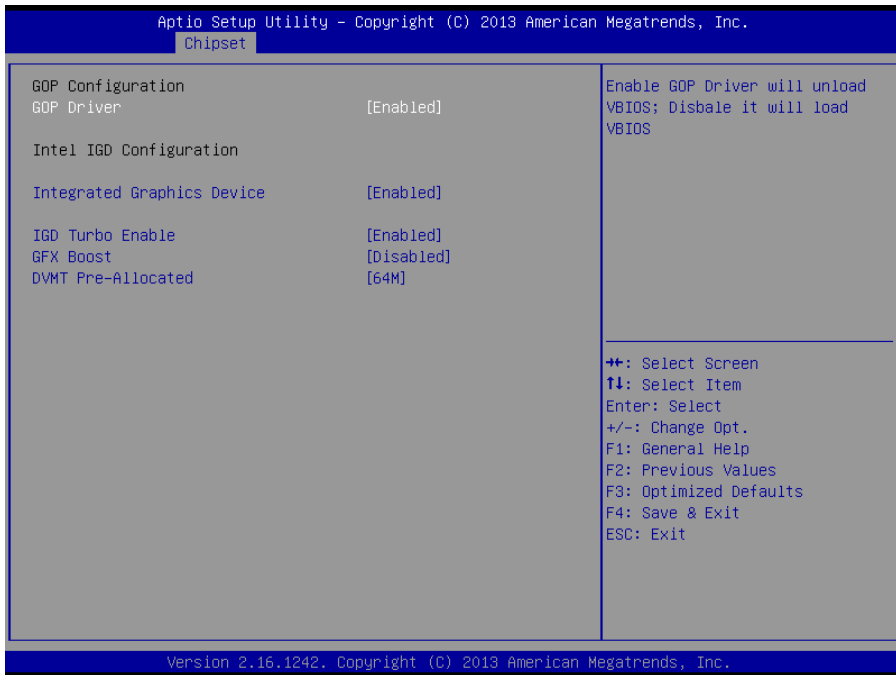 Aptio Setup Utility – Copyright (C) 2013 American Megatrends, Inc.
Chipset
GOP Configuration
GOP Driver [Enabled]
Intel IGD Configuration
Integrated Graphics Device [Enabled]
IGD Turbo Enable [Enabled]
GFX Boost [Disabled]
DVMT Pre-Allocated [64M]
Enable GOP Driver will unload
VBIOS; Disbale it will load
VBIOS
→←: Select Screen
↑↓: Select Item
Enter: Select
+/-: Change Opt.
F1: General Help
F2: Previous Values
F3: Optimized Defaults
F4: Save & Exit
ESC: Exit
Version 2.16.1242. Copyright (C) 2013 American Megatrends, Inc.